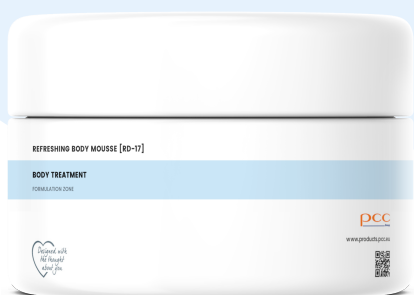 REFRESHING BODY MOUSSE [RD-17]
BODY TREATMENT
FORMULATION ZONE
pcc
www.products.pcc.eu
Designed with
the thought
about you